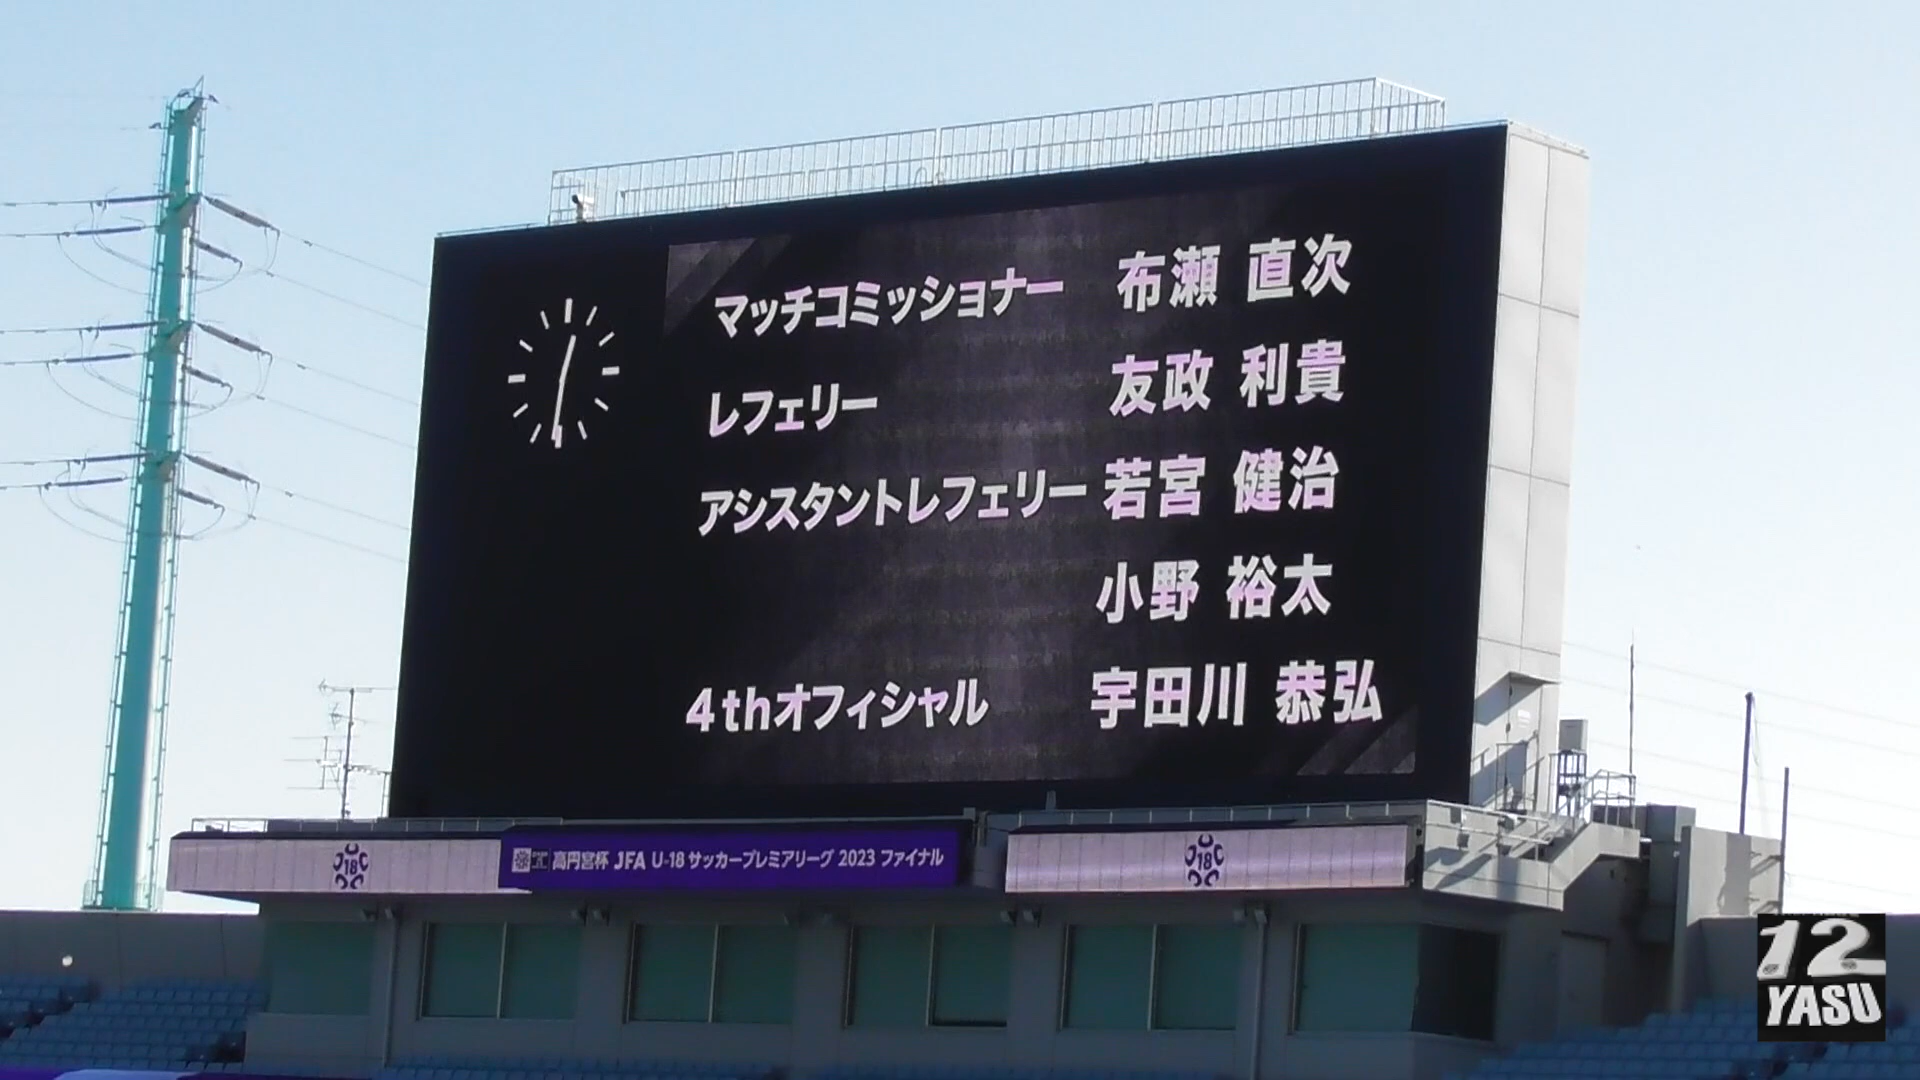 マッチコミッショナー 布瀬 直次
レフェリー 友政 利貴
アシスタントレフェリー 若宮 健治
小野 裕太
4thオフィシャル 宇田川 恭弘
高円宮杯 JFA U-18 サッカープレミアリーグ 2023 ファイナル
18
18
12
YASU